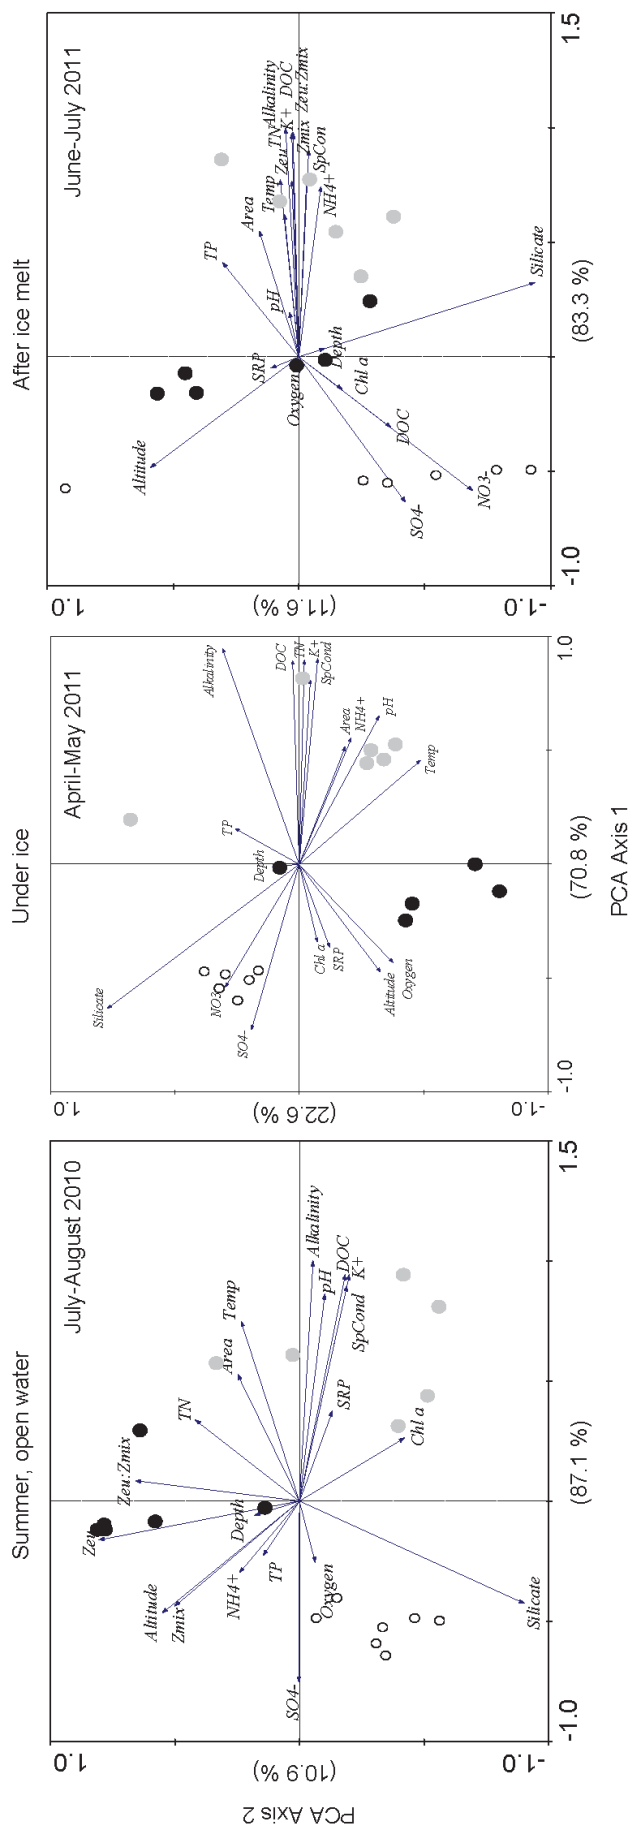 Summer, open water
Under ice
After ice melt
July-August 2010
April-May 2011
June-July 2011
PCA Axis 2
1.0
(10.9 %)
-1.0
Zeu
Zeu:Zmix
TN
Area
Temp
Altitude
Zmix
NH4+
TP
Depth
Alkalinity
pH
DOC
K+
SpCond
SRP
Chl a
Oxygen
SO4-
Silicate
-1.0
(87.1 %)
1.5
1.0
(22.6 %)
-1.0
Silicate
NO3-
SO4-
TP
Depth
Alkalinity
DOC
TN
K+
SpCond
Area
NH4+
pH
Temp
Chl a
SRP
Altitude
Oxygen
-1.0
(70.8 %)
1.0
PCA Axis 1
1.0
(11.6 %)
-1.0
Altitude
SRP
Oxygen
TP
Area
pH
Temp
Zeu
TN
Alkalinity
K+
DOC
Zmix
Zeu:Zmix
SpCon
NH4+
Depth
Chl a
DOC
NO3-
SO4-
Silicate
-1.0
(83.3 %)
1.5